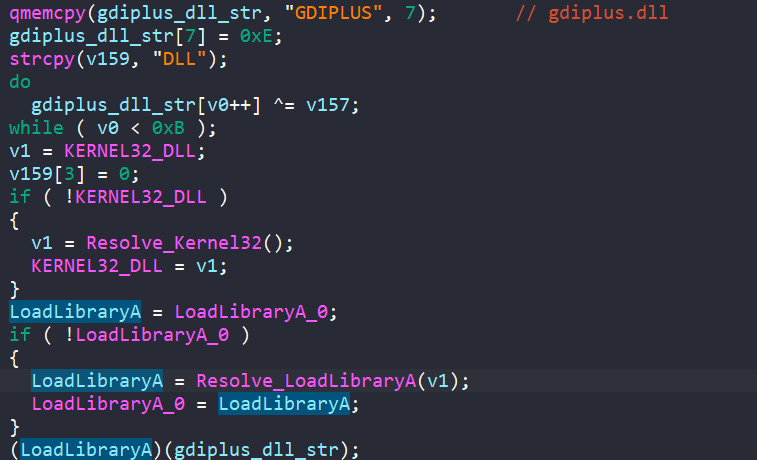 qmemcpy(gdiplus_dll_str, "GDIPLUS", 7);       // gdiplus.dll
gdiplus_dll_str[7] = 0xE;
strcpy(v159, "DLL");
do
  gdiplus_dll_str[v0++] ^= v157;
while ( v0 < 0xB );
v1 = KERNEL32_DLL;
v159[3] = 0;
if ( !KERNEL32_DLL )
{
  v1 = Resolve_Kernel32();
  KERNEL32_DLL = v1;
}
LoadLibraryA = LoadLibraryA_0;
if ( !LoadLibraryA_0 )
{
  LoadLibraryA = Resolve_LoadLibraryA(v1);
  LoadLibraryA_0 = LoadLibraryA;
}
(LoadLibraryA)(gdiplus_dll_str);